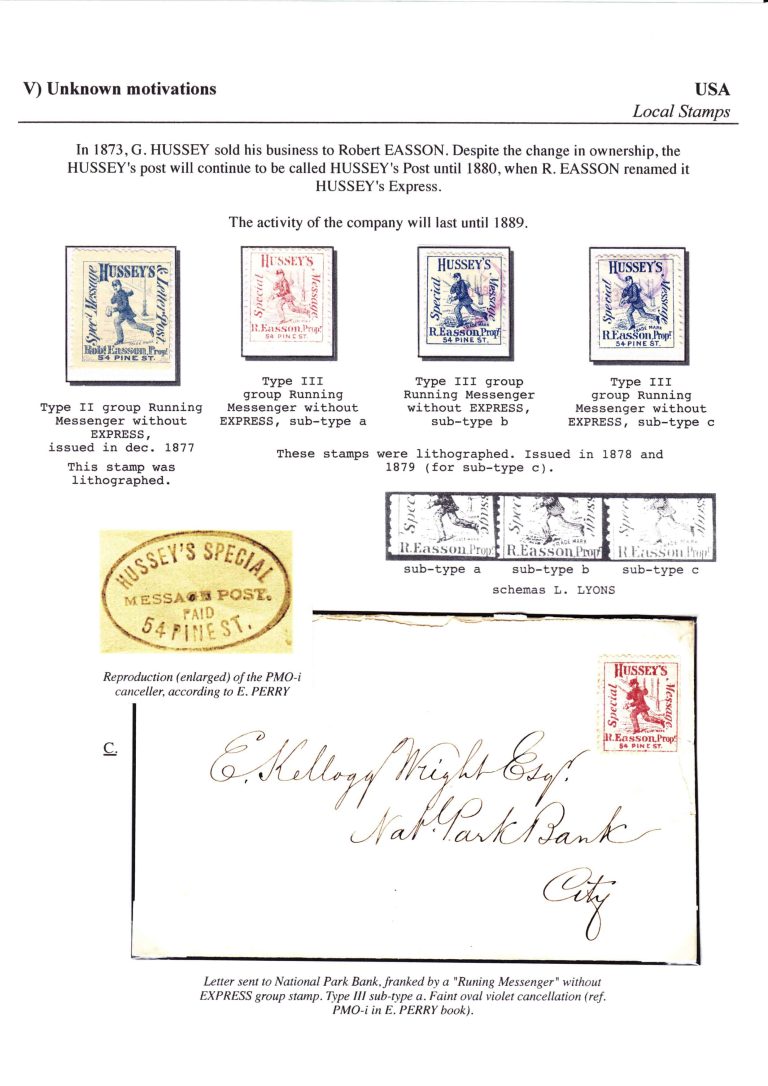 V) Unknown motivations
USA
Local Stamps
In 1873, G. HUSSEY sold his business to Robert EASSON. Despite the change in ownership, the
HUSSEY's post will continue to be called HUSSEY's Post until 1880, when R. EASSON renamed it
HUSSEY's Express.
The activity of the company will last until 1889.
HUSSEY'S
Spec'l Message
& Letter Post.
Robt. Easson, Propr.
54 PINE ST.
HUSSEY'S
Special
Message
R. Easson, Propr.
54 PINE ST.
HUSSEY'S
Special
Message
TRADE MARK
R. Easson, Propr.
54 PINE ST.
HUSSEY'S
Special
Message
TRADE MARK
R. Easson, Propr.
54 PINE ST.
Type II group Running
Messenger without
EXPRESS,
issued in dec. 1877
This stamp was
lithographed.
Type III
group Running
Messenger without
EXPRESS, sub-type a
Type III group
Running Messenger
without EXPRESS,
sub-type b
Type III
group Running
Messenger without
EXPRESS, sub-type c
These stamps were lithographed. Issued in 1878 and
1879 (for sub-type c).
R. Easson, Propr.
TRADE MARK
R. Easson, Propr.
R. Easson, Propr.
sub-type a
sub-type b
sub-type c
schemas L. LYONS
HUSSEY'S SPECIAL
MESSAGE POST.
PAID
54 PINE ST.
Reproduction (enlarged) of the PMO-i
canceller, according to E. PERRY
C.
HUSSEY'S
Special
Message
R. Easson, Propr.
54 PINE ST.
E. Kellogg Wright Esqr.
Natl. Park Bank
City
Letter sent to National Park Bank, franked by a "Runing Messenger" without
EXPRESS group stamp. Type III sub-type a. Faint oval violet cancellation (ref.
PMO-i in E. PERRY book).